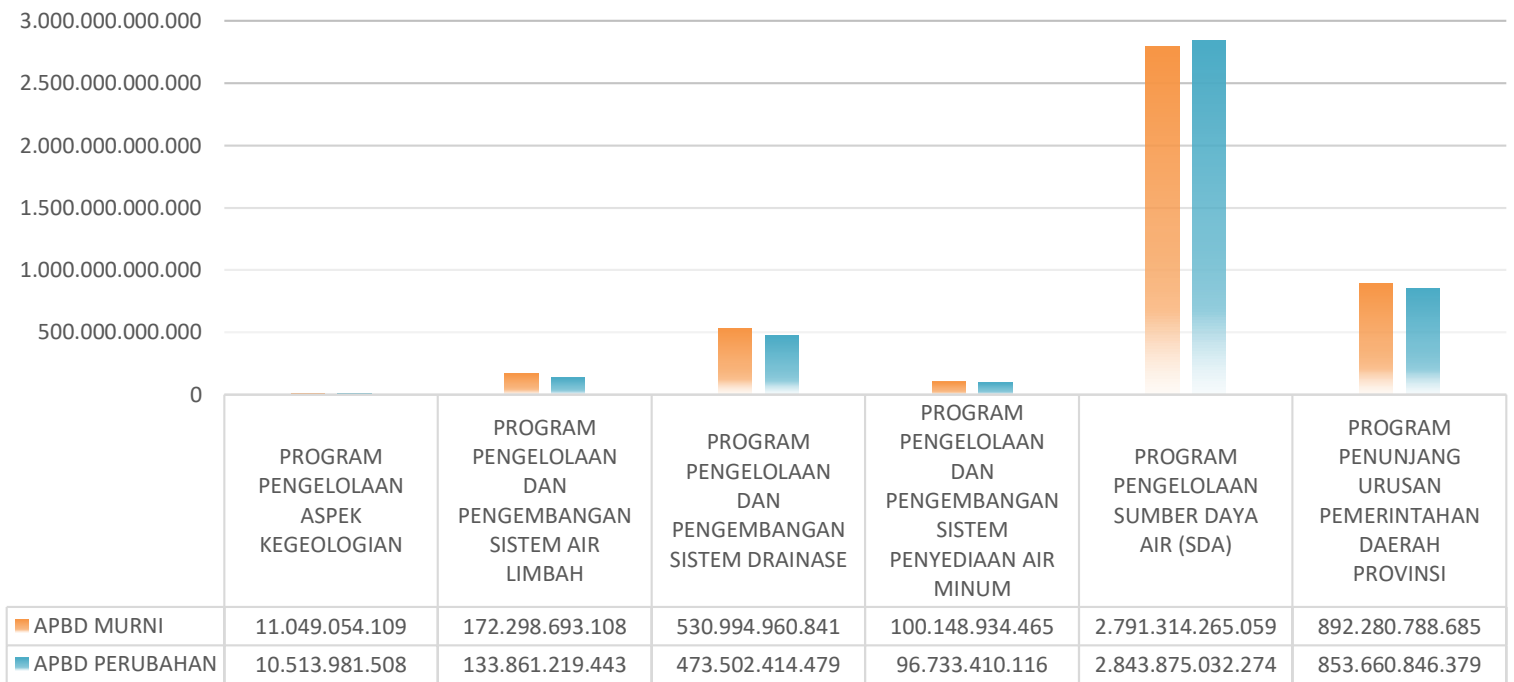 3.000.000.000.000
2.500.000.000.000
2.000.000.000.000
1.500.000.000.000
1.000.000.000.000
500.000.000.000
0
PROGRAM
PENGELOLAAN
ASPEK
KEGEOLOGIAN
PROGRAM
PENGELOLAAN
DAN
PENGEMBANGAN
SISTEM AIR
LIMBAH
PROGRAM
PENGELOLAAN
DAN
PENGEMBANGAN
SISTEM DRAINASE
PROGRAM
PENGELOLAAN
DAN
PENGEMBANGAN
SISTEM
PENYEDIAAN AIR
MINUM
PROGRAM
PENGELOLAAN
SUMBER DAYA
AIR (SDA)
PROGRAM
PENUNJANG
URUSAN
PEMERINTAHAN
DAERAH
PROVINSI
APBD MURNI 11.049.054.109 172.298.693.108 530.994.960.841 100.148.934.465 2.791.314.265.059 892.280.788.685
APBD PERUBAHAN 10.513.981.508 133.861.219.443 473.502.414.479 96.733.410.116 2.843.875.032.274 853.660.846.379